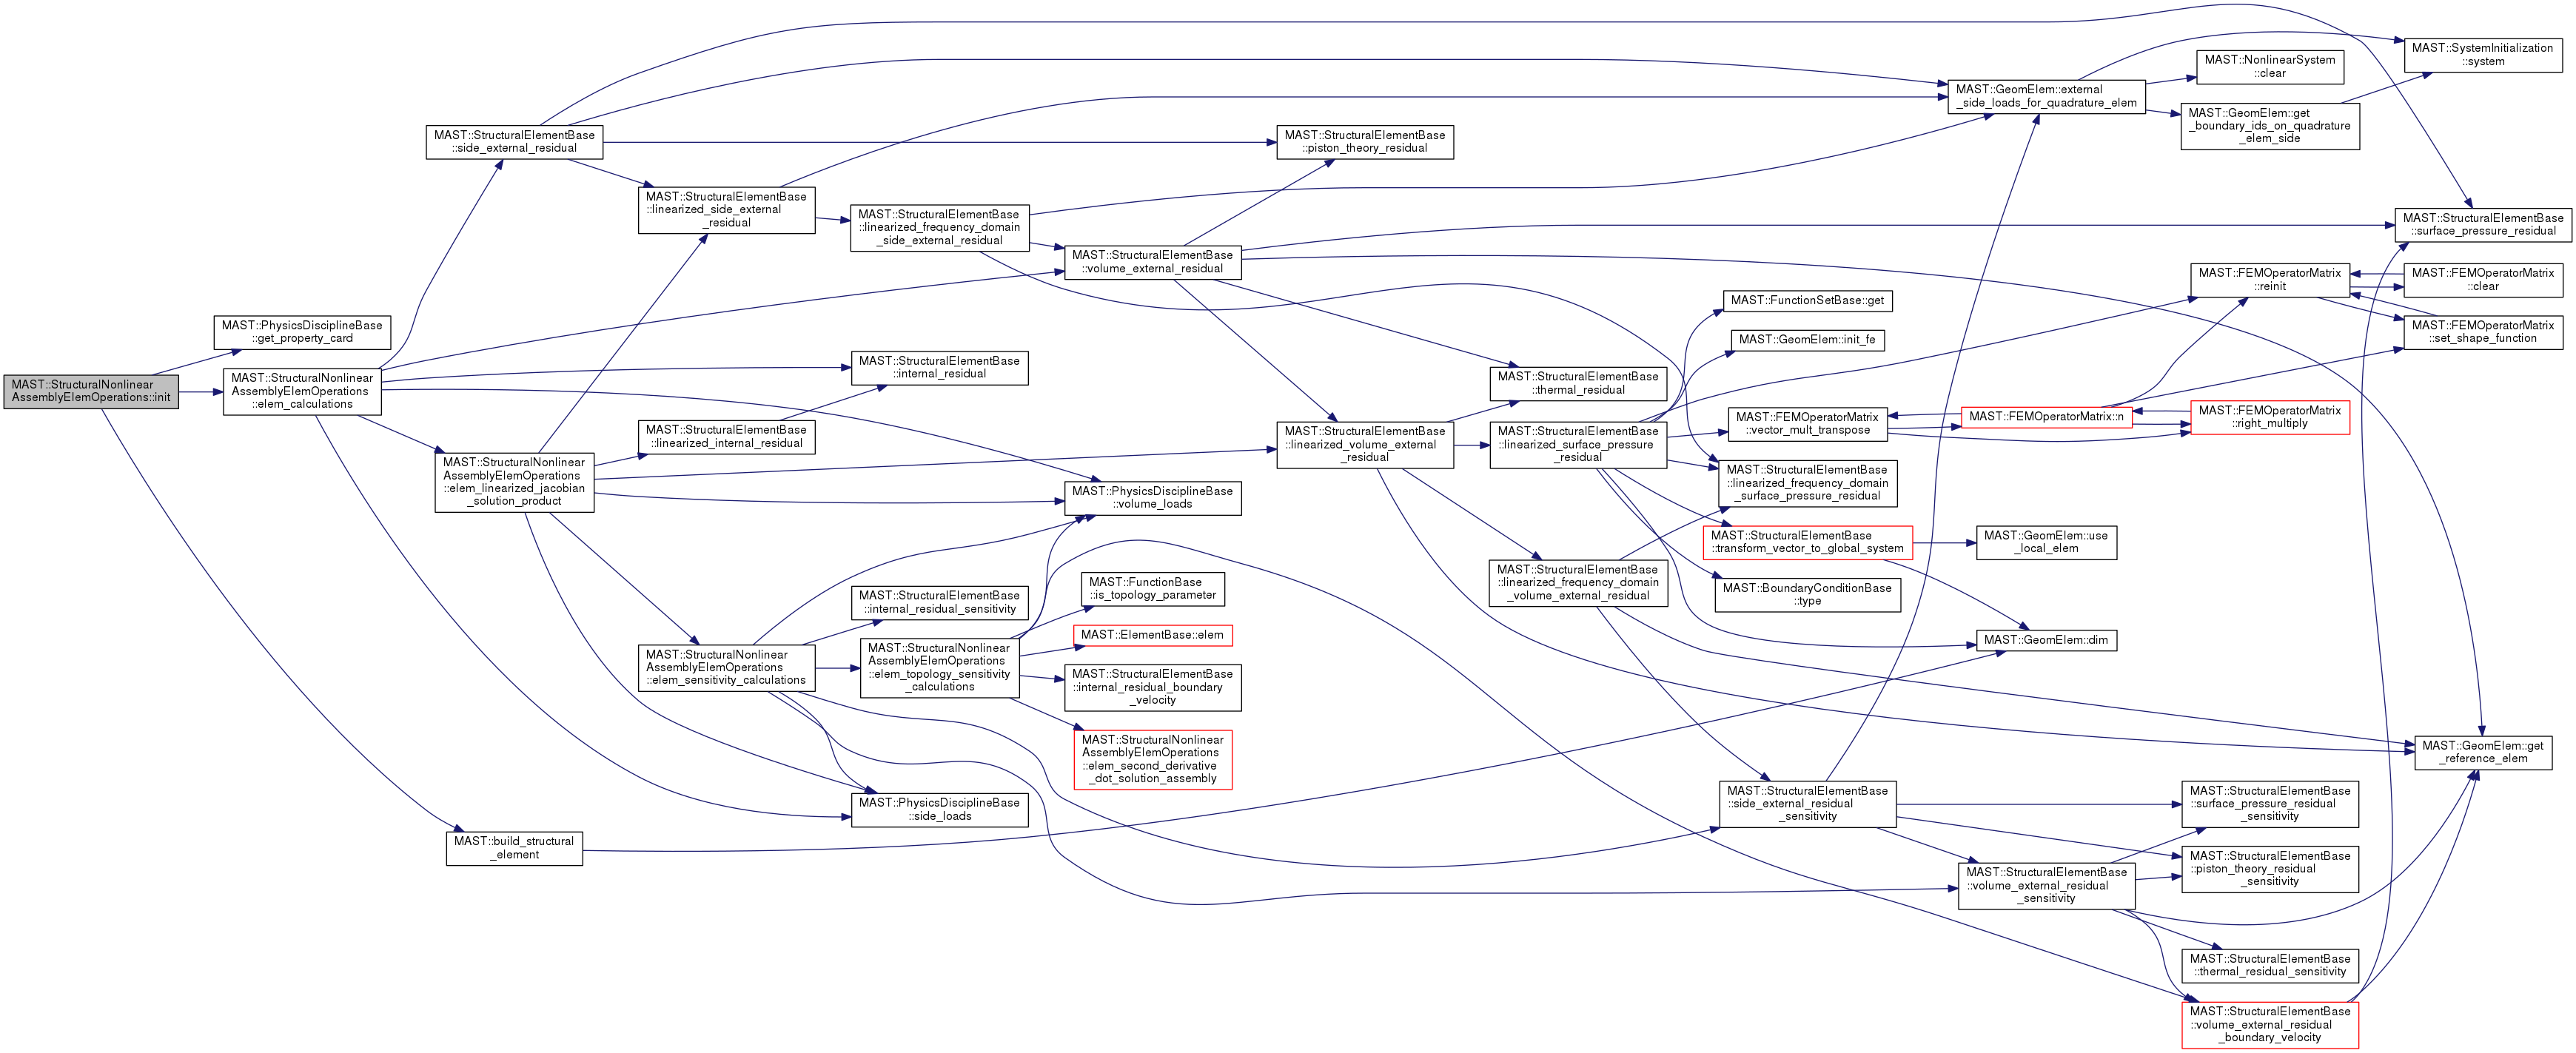 MAST::StructuralNonlinear
AssemblyElemOperations::init
MAST::PhysicsDisciplineBase
::get_property_card
MAST::StructuralNonlinear
AssemblyElemOperations
::elem_calculations
MAST::build_structural
_element
MAST::StructuralElementBase
::side_external_residual
MAST::StructuralNonlinear
AssemblyElemOperations
::elem_linearized_jacobian
_solution_product
MAST::StructuralElementBase
::linearized_side_external
_residual
MAST::StructuralElementBase
::linearized_internal_residual
MAST::StructuralNonlinear
AssemblyElemOperations
::elem_sensitivity_calculations
MAST::StructuralElementBase
::linearized_frequency_domain
_side_external_residual
MAST::StructuralElementBase
::internal_residual
MAST::StructuralElementBase
::internal_residual_sensitivity
MAST::StructuralNonlinear
AssemblyElemOperations
::elem_topology_sensitivity
_calculations
MAST::PhysicsDisciplineBase
::side_loads
MAST::StructuralElementBase
::volume_external_residual
MAST::PhysicsDisciplineBase
::volume_loads
MAST::FunctionBase
::is_topology_parameter
MAST::ElementBase::elem
MAST::StructuralElementBase
::internal_residual_boundary
_velocity
MAST::StructuralNonlinear
AssemblyElemOperations
::elem_second_derivative
_dot_solution_assembly
MAST::StructuralElementBase
::piston_theory_residual
MAST::StructuralElementBase
::linearized_volume_external
_residual
MAST::StructuralElementBase
::thermal_residual
MAST::StructuralElementBase
::linearized_surface_pressure
_residual
MAST::StructuralElementBase
::linearized_frequency_domain
_volume_external_residual
MAST::FunctionSetBase::get
MAST::GeomElem::init_fe
MAST::FEMOperatorMatrix
::vector_mult_transpose
MAST::StructuralElementBase
::linearized_frequency_domain
_surface_pressure_residual
MAST::StructuralElementBase
::transform_vector_to_global_system
MAST::BoundaryConditionBase
::type
MAST::StructuralElementBase
::side_external_residual
_sensitivity
MAST::GeomElem::external
_side_loads_for_quadrature_elem
MAST::FEMOperatorMatrix::n
MAST::GeomElem::use
_local_elem
MAST::GeomElem::dim
MAST::StructuralElementBase
::volume_external_residual
_sensitivity
MAST::NonlinearSystem
::clear
MAST::GeomElem::get
_boundary_ids_on_quadrature
_elem_side
MAST::FEMOperatorMatrix
::reinit
MAST::FEMOperatorMatrix
::right_multiply
MAST::StructuralElementBase
::surface_pressure_residual
_sensitivity
MAST::StructuralElementBase
::piston_theory_residual
_sensitivity
MAST::StructuralElementBase
::thermal_residual_sensitivity
MAST::StructuralElementBase
::volume_external_residual
_boundary_velocity
MAST::SystemInitialization
::system
MAST::StructuralElementBase
::surface_pressure_residual
MAST::FEMOperatorMatrix
::clear
MAST::FEMOperatorMatrix
::set_shape_function
MAST::GeomElem::get
_reference_elem